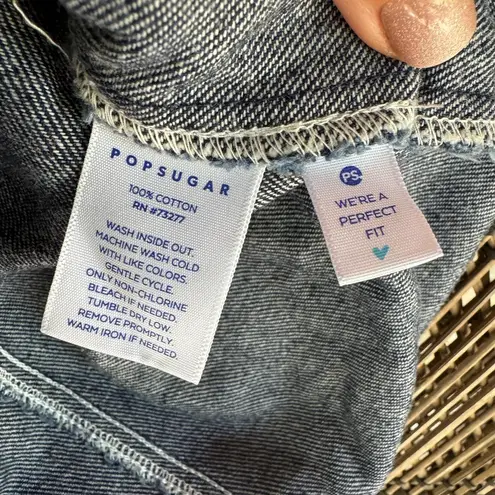 POPSUGAR
100% COTTON
RN #73277
WASH INSIDE OUT.
MACHINE WASH COLD
WITH LIKE COLORS.
GENTLE CYCLE.
ONLY NON-CHLORINE
BLEACH IF NEEDED.
TUMBLE DRY LOW.
REMOVE PROMPTLY.
WARM IRON IF NEEDED.
PS
WE'RE A
PERFECT
FIT